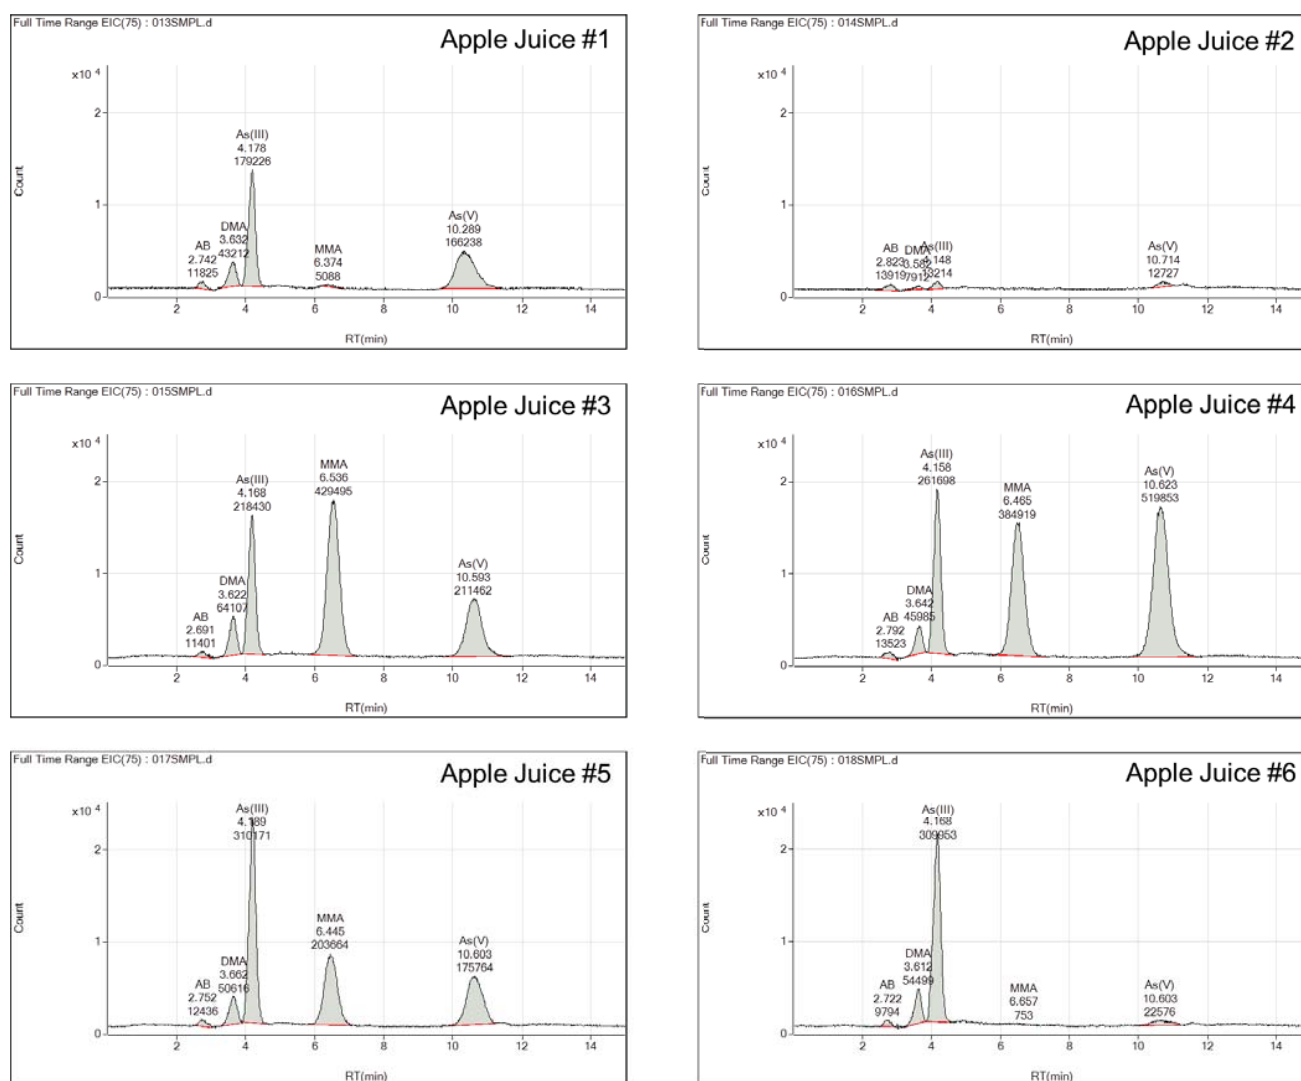 Full Time Range EIC(75) : 013SMPL.d
Apple Juice #1
x10 4
Count
2
1
0
AB
2.742
11825
DMA
3.632
43212
As(III)
4.178
179226
MMA
6.374
5088
As(V)
10.289
166238
2 4 6 8 10 12 14
RT(min)
Full Time Range EIC(75) : 014SMPL.d
Apple Juice #2
x10 4
Count
2
1
0
AB
2.823
13919
DMA
3.582
7912
As(III)
4.148
13214
As(V)
10.714
12727
2 4 6 8 10 12 14
RT(min)
Full Time Range EIC(75) : 015SMPL.d
Apple Juice #3
x10 4
Count
2
1
0
AB
2.691
11401
DMA
3.622
64107
As(III)
4.168
218430
MMA
6.536
429495
As(V)
10.593
211462
2 4 6 8 10 12 14
RT(min)
Full Time Range EIC(75) : 016SMPL.d
Apple Juice #4
x10 4
Count
2
1
0
AB
2.792
13523
DMA
3.642
45985
As(III)
4.158
261698
MMA
6.465
384919
As(V)
10.623
519853
2 4 6 8 10 12 14
RT(min)
Full Time Range EIC(75) : 017SMPL.d
Apple Juice #5
x10 4
Count
2
1
0
AB
2.752
12436
DMA
3.662
50616
As(III)
4.189
310171
MMA
6.445
203664
As(V)
10.603
175764
2 4 6 8 10 12 14
RT(min)
Full Time Range EIC(75) : 018SMPL.d
Apple Juice #6
x10 4
Count
2
1
0
AB
2.722
9794
DMA
3.612
54499
As(III)
4.168
309953
MMA
6.657
753
As(V)
10.603
22576
2 4 6 8 10 12 14
RT(min)